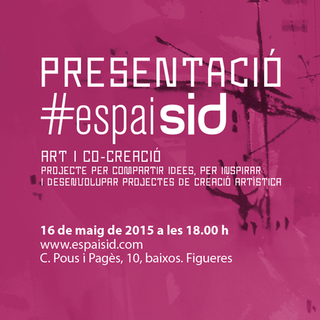 PRESENTACIÓ
#espaisid
ART I CO-CREACIÓ
PROJECTE PER COMPARTIR IDEES, PER INSPIRAR
I DESENVOLUPAR PROJECTES DE CREACIÓ ARTÍSTICA
16 de maig de 2015 a les 18.00 h
www.espaisid.com
C. Pous i Pagès, 10, baixos. Figueres